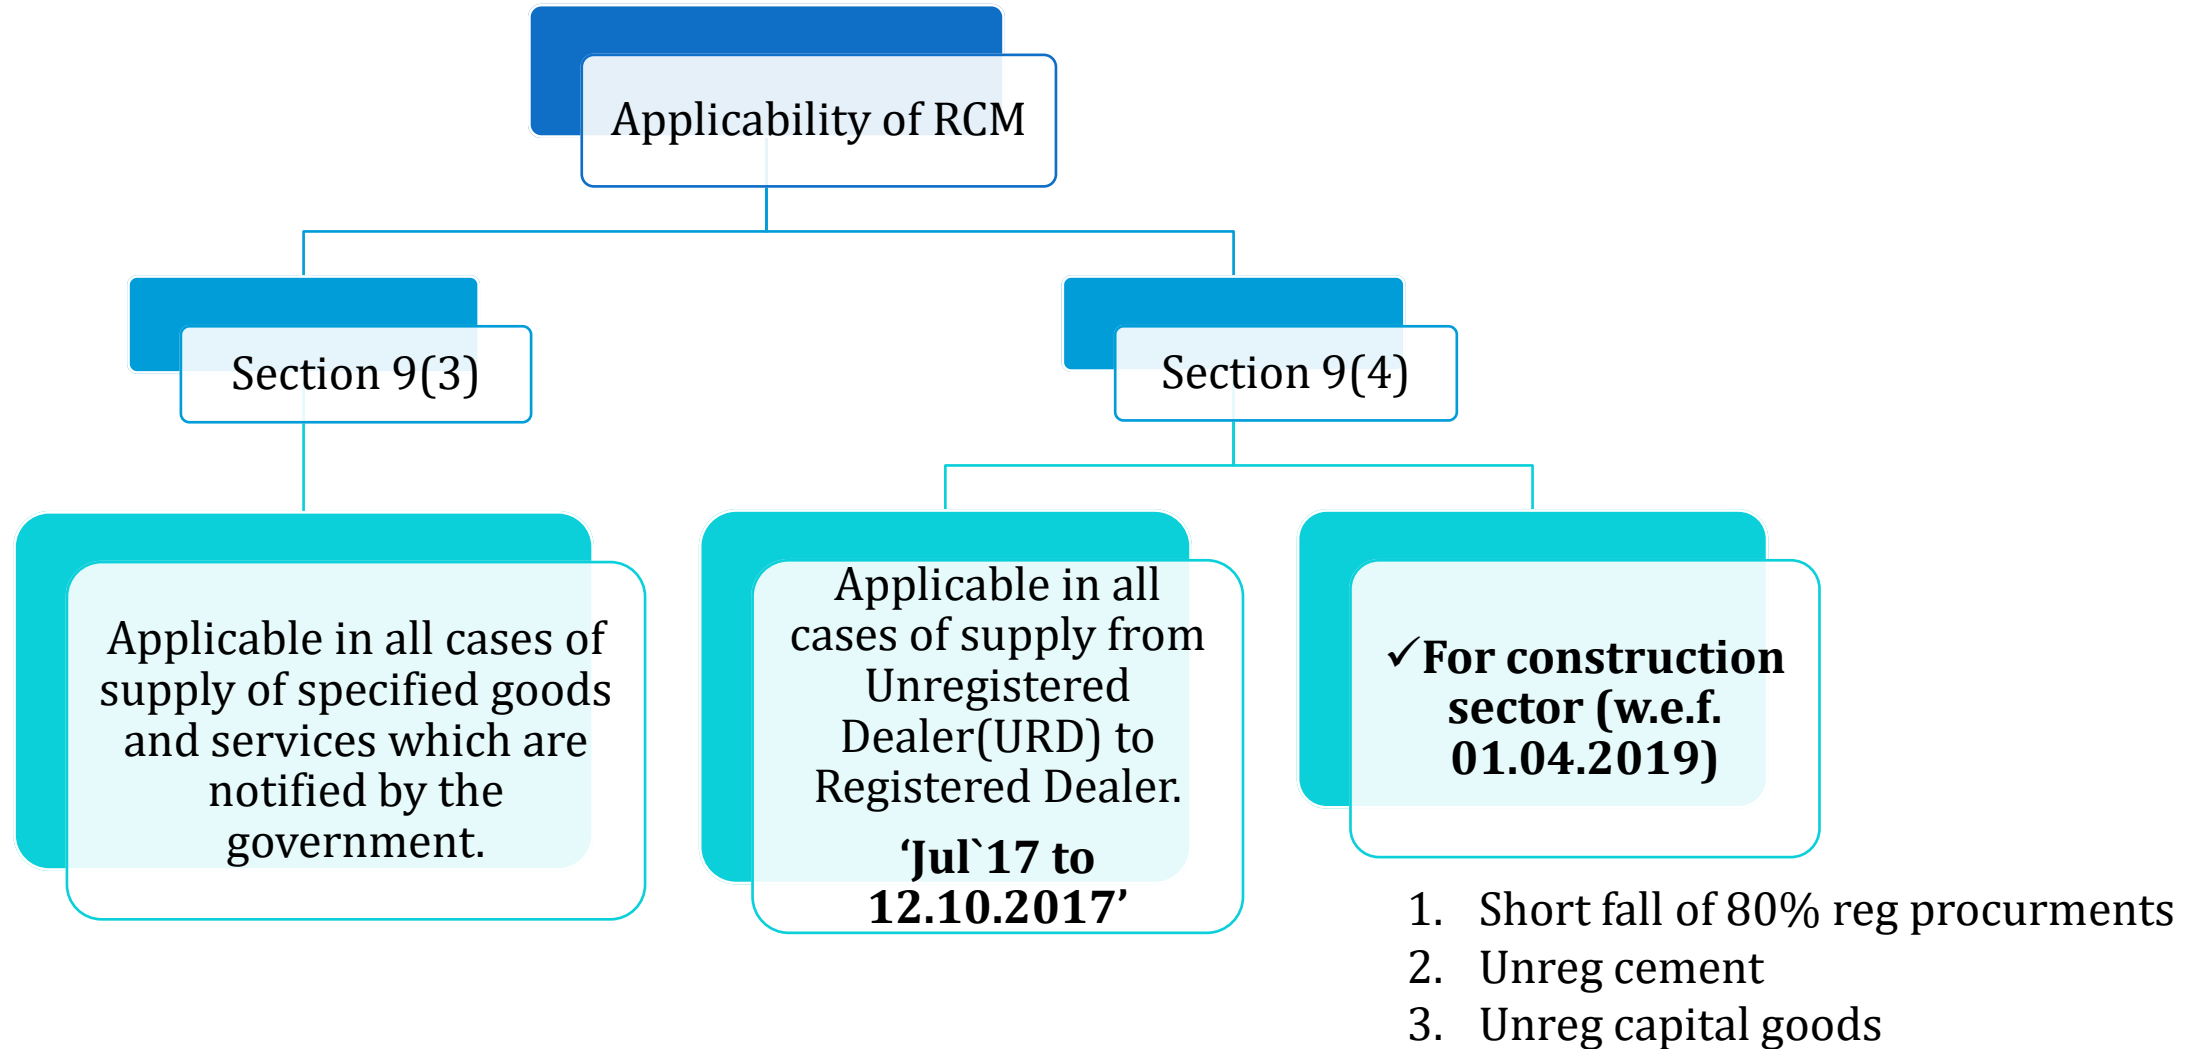 Applicability of RCM
Section 9(3)
Section 9(4)
Applicable in all cases of
supply of specified goods
and services which are
notified by the
government.
Applicable in all
cases of supply from
Unregistered
Dealer(URD) to
Registered Dealer.
‘Jul`17 to
12.10.2017’
✓For construction
sector (w.e.f.
01.04.2019)
1. Short fall of 80% reg procurments
2. Unreg cement
3. Unreg capital goods